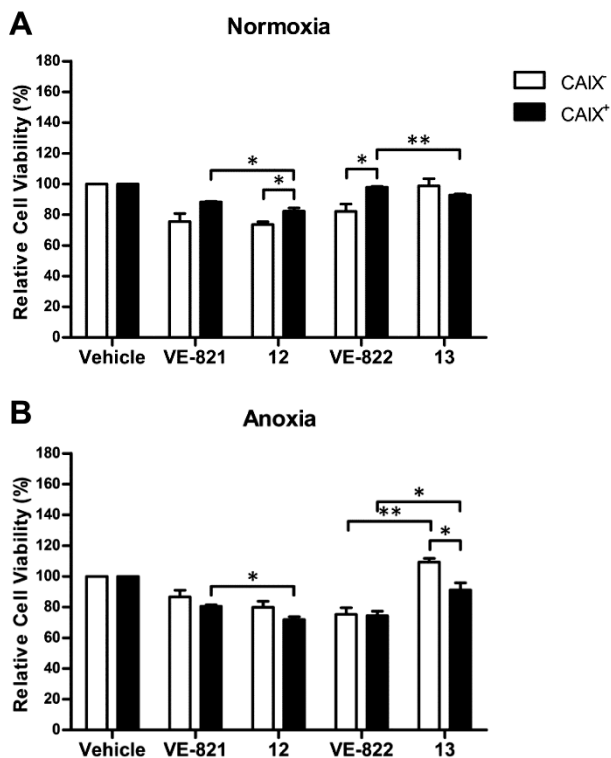 A
Normoxia
Relative Cell Viability (%)
180
160
140
120
100
80
60
40
20
0
* * * **
Vehicle VE-821 12 VE-822 13
CAIX⁻
CAIX⁺
B
Anoxia
Relative Cell Viability (%)
180
160
140
120
100
80
60
40
20
0
* ** * *
Vehicle VE-821 12 VE-822 13